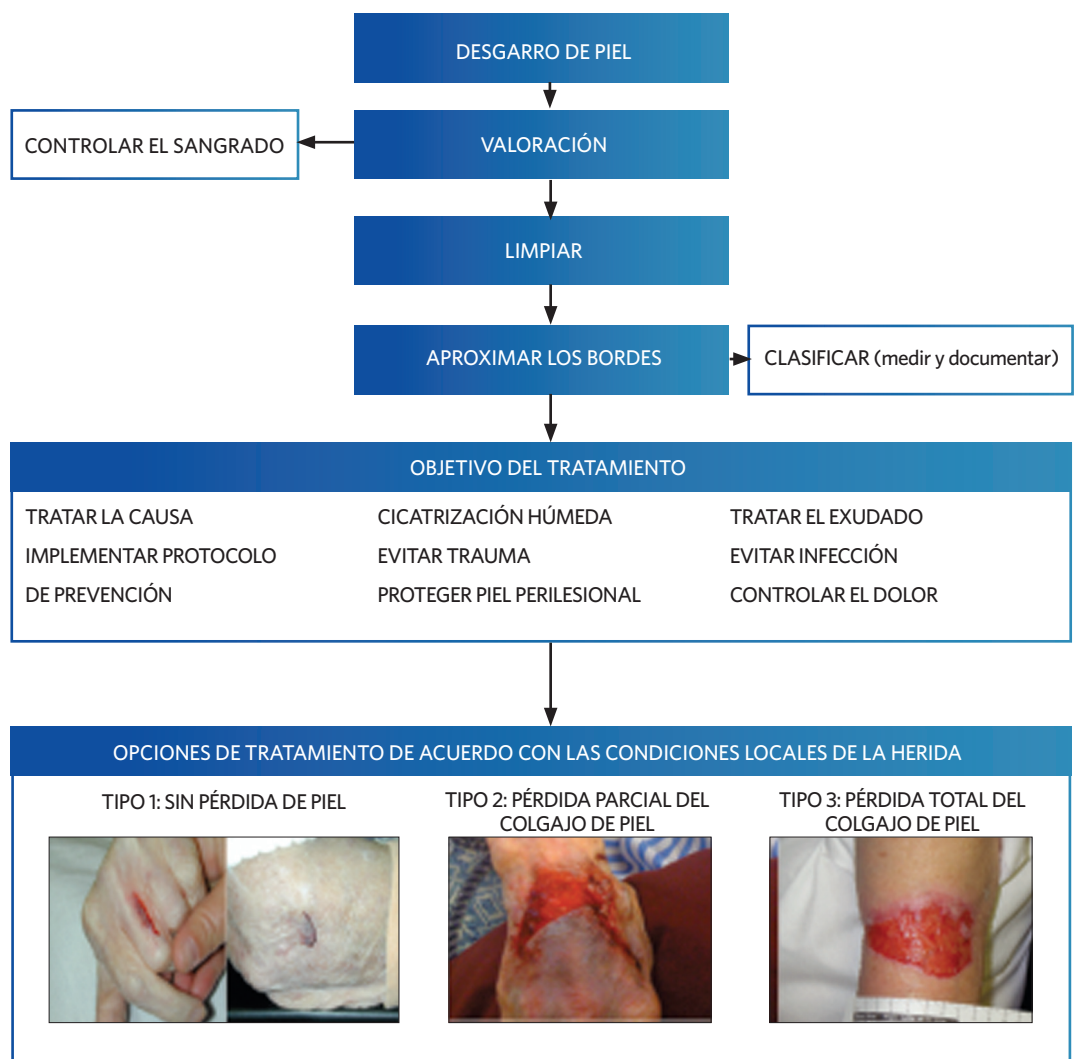 DESGARRO DE PIEL
CONTROLAR EL SANGRADO
VALORACIÓN
LIMPIAR
APROXIMAR LOS BORDES
CLASIFICAR (medir y documentar)
OBJETIVO DEL TRATAMIENTO
TRATAR LA CAUSA
IMPLEMENTAR PROTOCOLO
DE PREVENCIÓN
CICATRIZACIÓN HÚMEDA
EVITAR TRAUMA
PROTEGER PIEL PERILESIONAL
TRATAR EL EXUDADO
EVITAR INFECCIÓN
CONTROLAR EL DOLOR
OPCIONES DE TRATAMIENTO DE ACUERDO CON LAS CONDICIONES LOCALES DE LA HERIDA
TIPO 1: SIN PÉRDIDA DE PIEL
TIPO 2: PÉRDIDA PARCIAL DEL
COLGAJO DE PIEL
TIPO 3: PÉRDIDA TOTAL DEL
COLGAJO DE PIEL